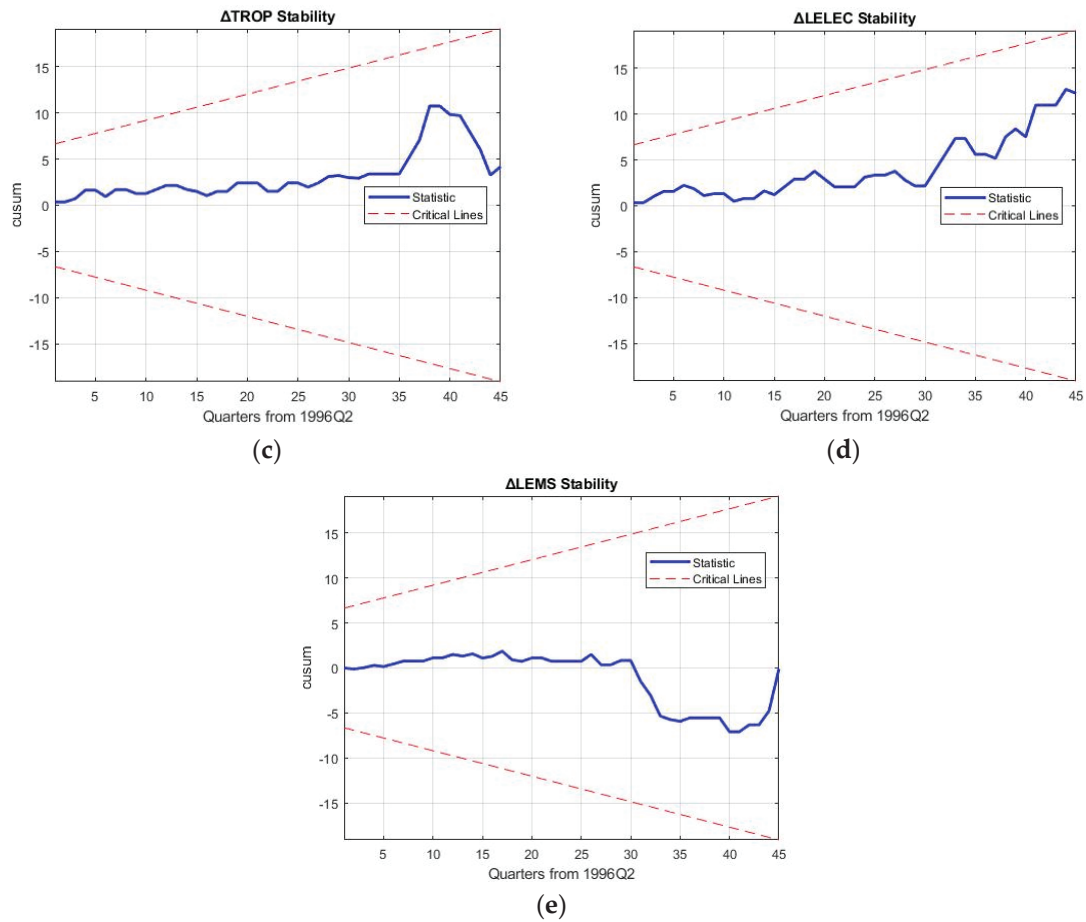 ΔTROP Stability
15
10
5
0
-5
-10
-15
cusum
Statistic
Critical Lines
5 10 15 20 25 30 35 40 45
Quarters from 1996Q2
(c)
ΔLELEC Stability
15
10
5
0
-5
-10
-15
cusum
Statistic
Critical Lines
5 10 15 20 25 30 35 40 45
Quarters from 1996Q2
(d)
ΔLEMS Stability
15
10
5
0
-5
-10
-15
cusum
Statistic
Critical Lines
5 10 15 20 25 30 35 40 45
Quarters from 1996Q2
(e)